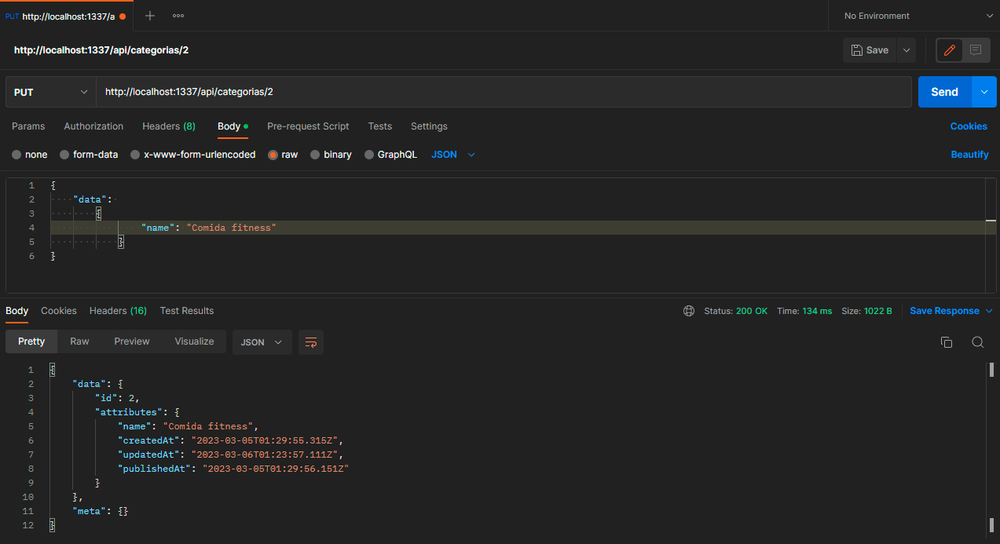 PUT http://localhost:1337/a
No Environment
http://localhost:1337/api/categorias/2
Save
PUT http://localhost:1337/api/categorias/2 Send
Params Authorization Headers (8) Body Pre-request Script Tests Settings Cookies
none form-data x-www-form-urlencoded raw binary GraphQL JSON Beautify
1 {
2 "data":
3 {
4 "name": "Comida fitness"
5 }
6 }
Body Cookies Headers (16) Test Results Status: 200 OK Time: 134 ms Size: 1022 B Save Response
Pretty Raw Preview Visualize JSON
1 {
2 "data": {
3 "id": 2,
4 "attributes": {
5 "name": "Comida fitness",
6 "createdAt": "2023-03-05T01:29:55.315Z",
7 "updatedAt": "2023-03-06T01:23:57.111Z",
8 "publishedAt": "2023-03-05T01:29:56.151Z"
9 }
10 },
11 "meta": {}
12 }